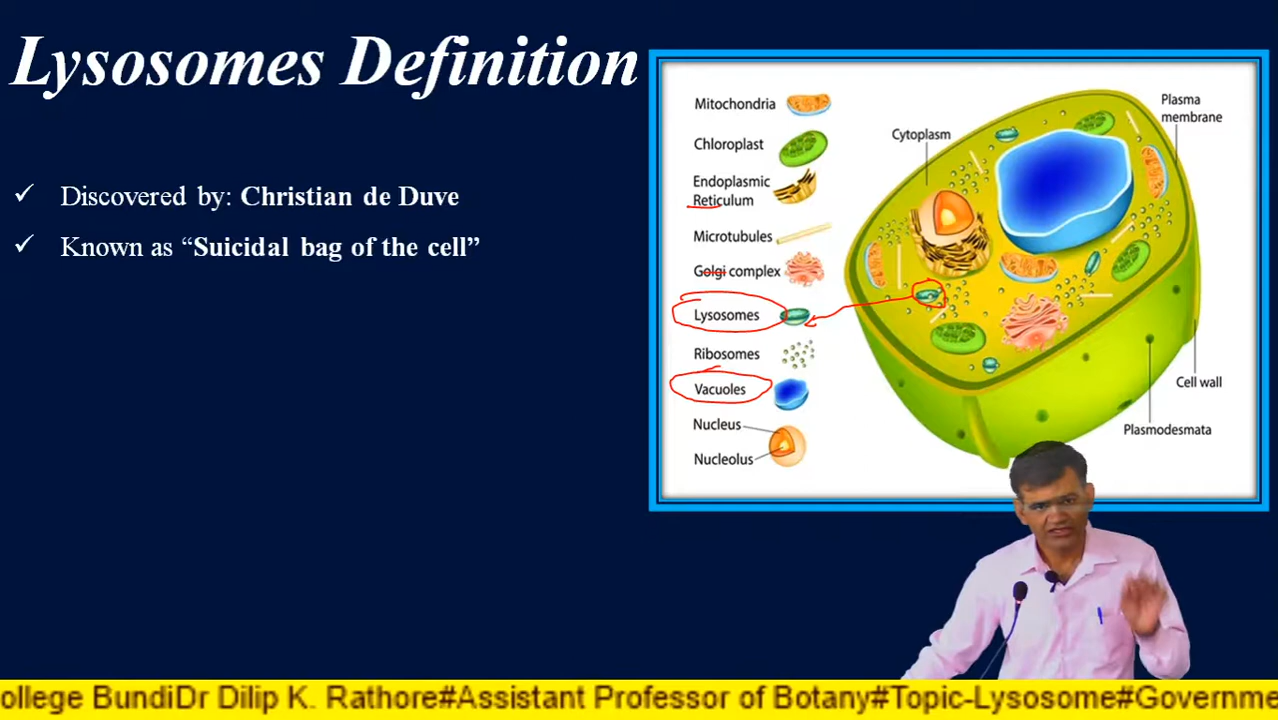 Lysosomes Definition
✓ Discovered by: Christian de Duve
✓ Known as “Suicidal bag of the cell”
Mitochondria
Chloroplast
Endoplasmic
Reticulum
Microtubules
Golgi complex
Lysosomes
Ribosomes
Vacuoles
Nucleus
Nucleolus
Cytoplasm
Plasma
membrane
Cell wall
Plasmodesmata
ollege BundiDr Dilip K. Rathore#Assistant Professor of Botany#Topic-Lysosome#Governme